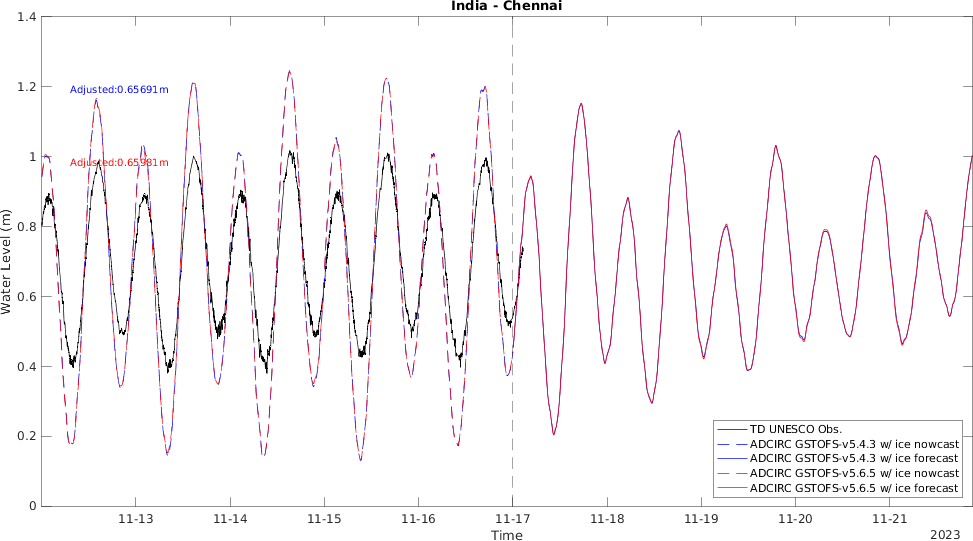 India - Chennai
1.4
1.2
1
0.8
0.6
0.4
0.2
0
Water Level (m)
Adjusted:0.65691m
Adjusted:0.65981m
TD UNESCO Obs.
ADCIRC GSTOFS-v5.4.3 w/ ice nowcast
ADCIRC GSTOFS-v5.4.3 w/ ice forecast
ADCIRC GSTOFS-v5.6.5 w/ ice nowcast
ADCIRC GSTOFS-v5.6.5 w/ ice forecast
11-13 11-14 11-15 11-16 11-17 11-18 11-19 11-20 11-21
Time
2023